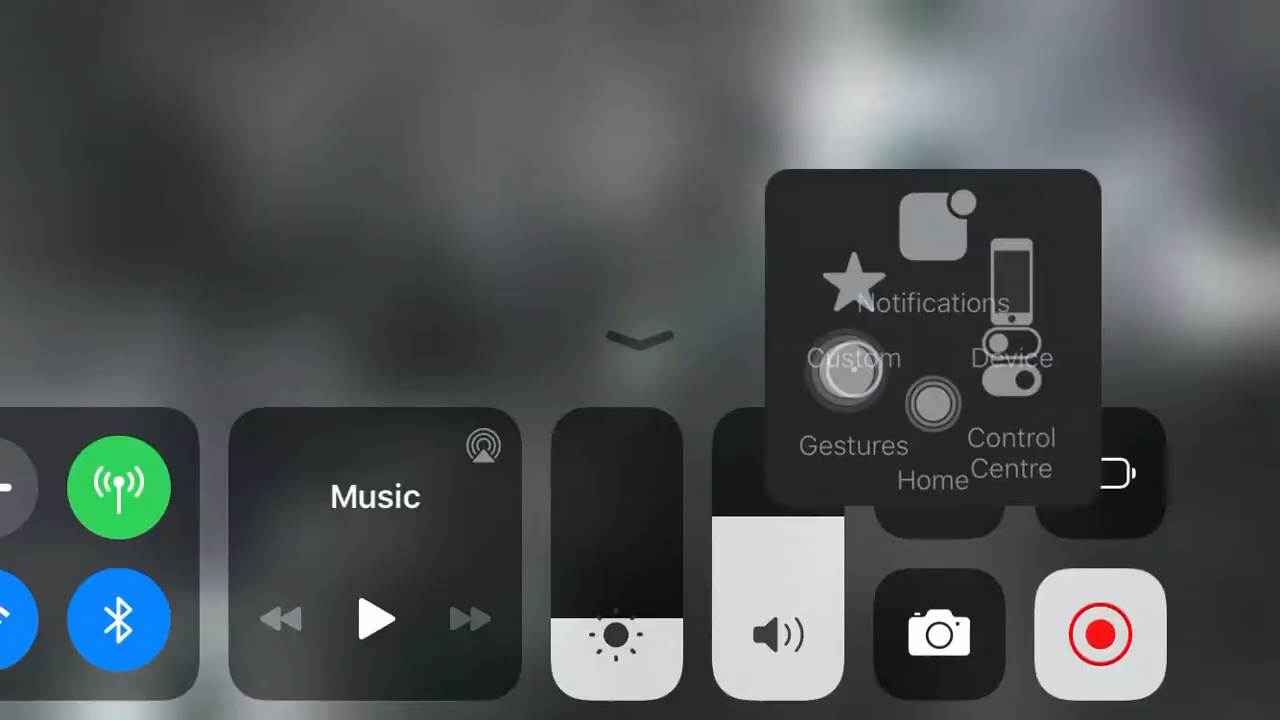 Notifications
Custom
Device
Gestures
Control
Centre
Home
Music